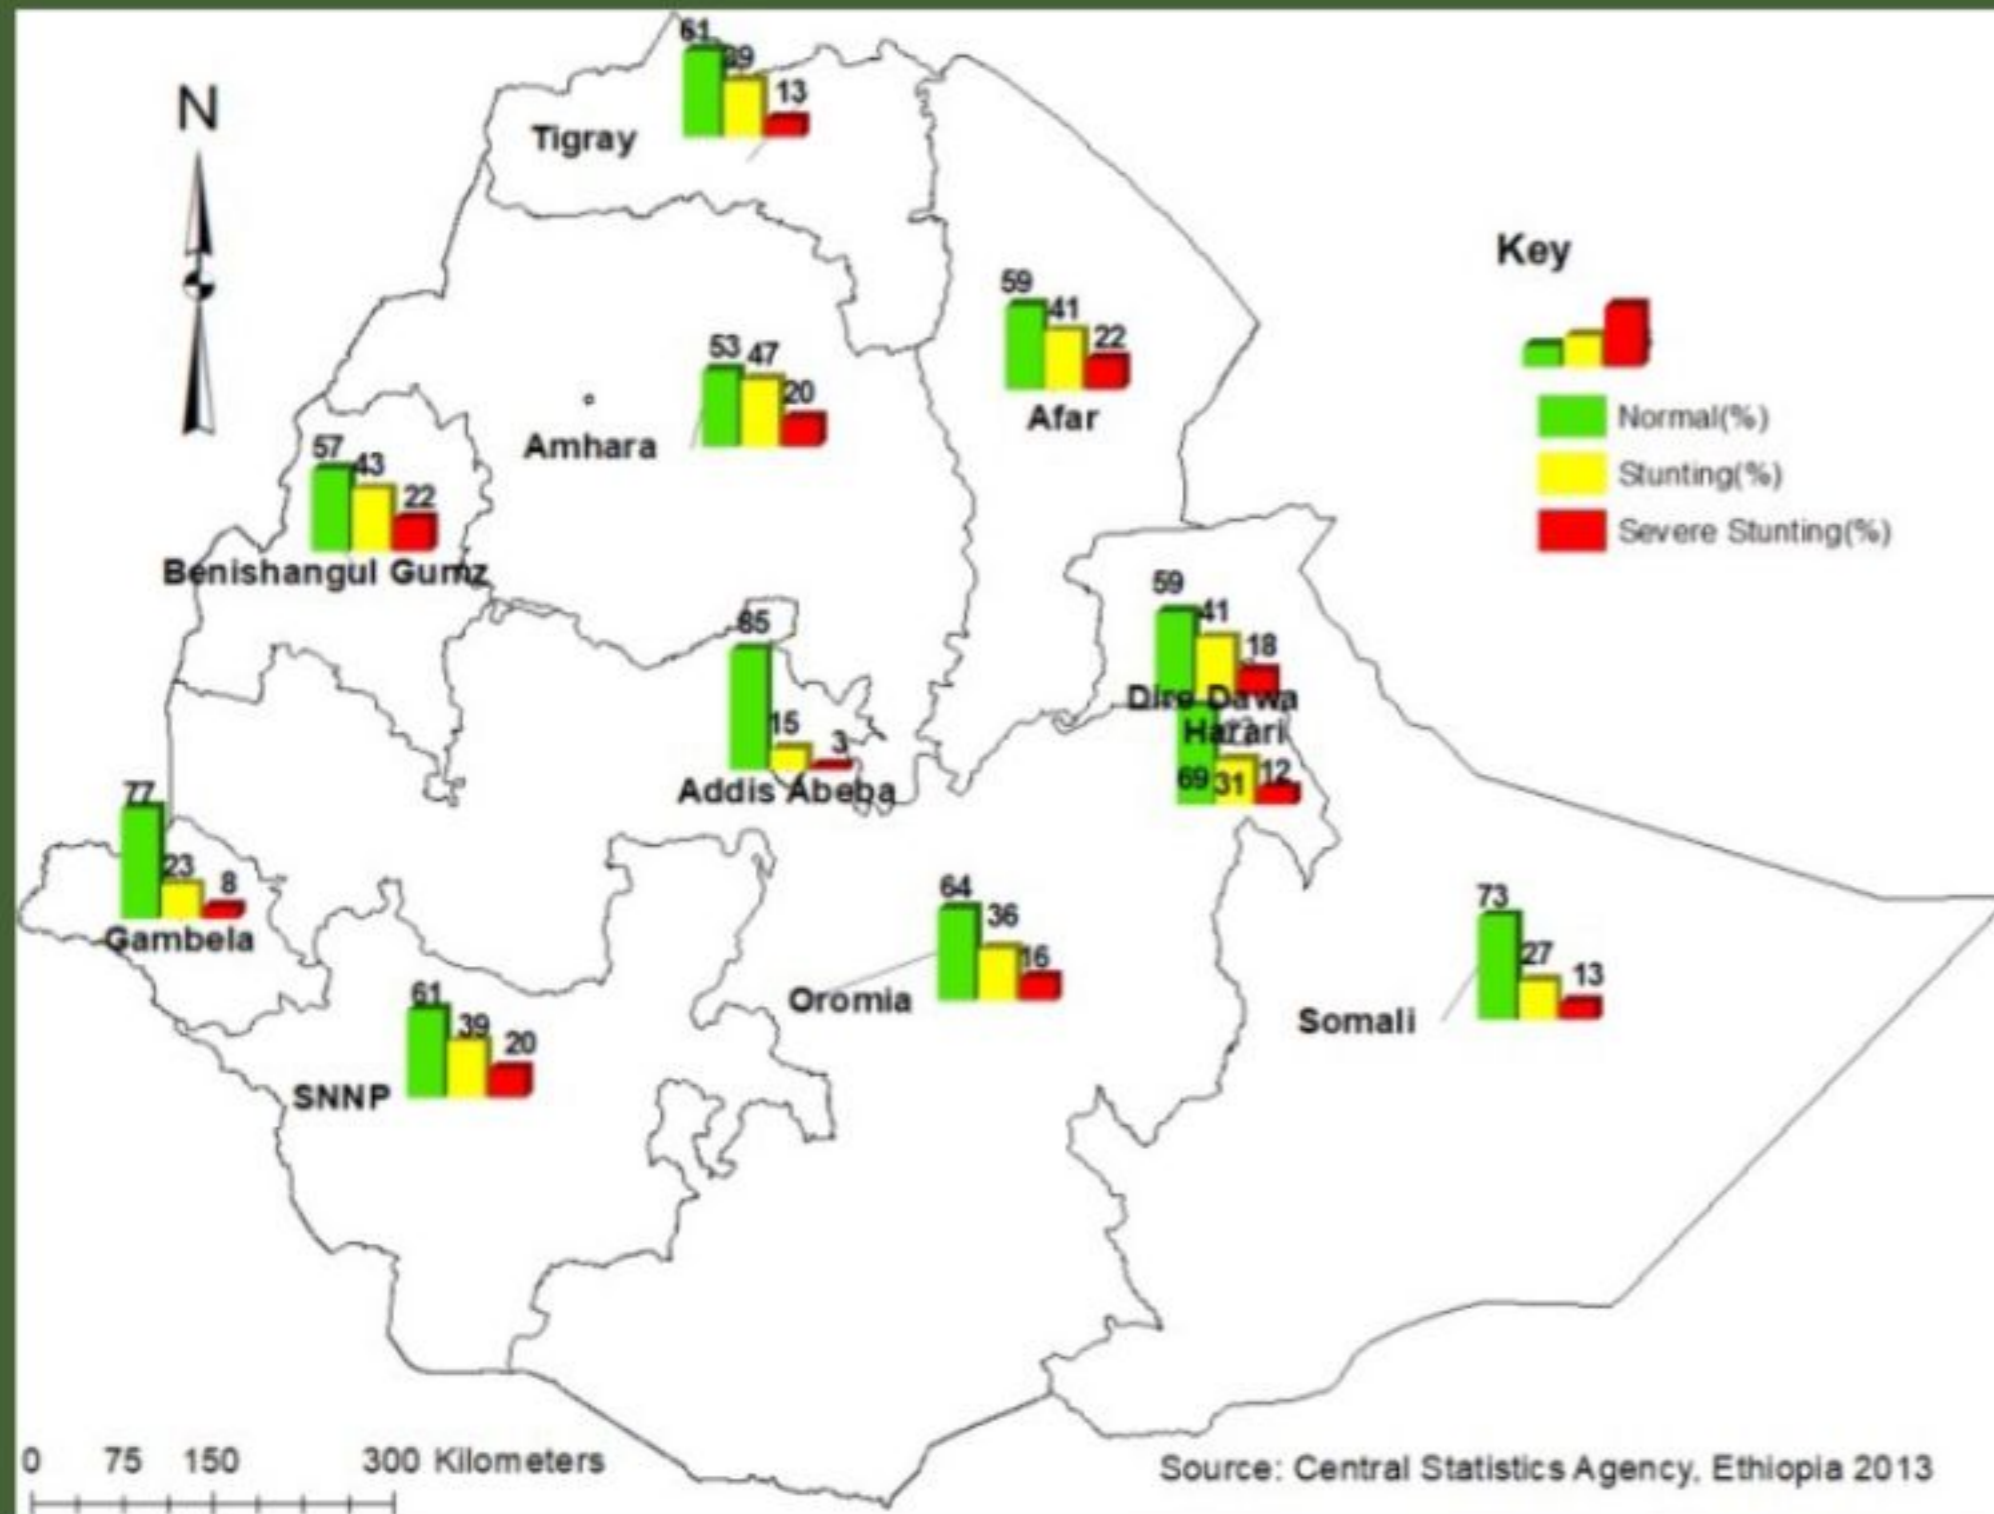 61
39
13
Tigray
N
Key
59
41
22
Afar
Normal(%)
Stunting(%)
Severe Stunting(%)
53 47
20
Amhara
57
43
22
Benishangul Gumz
59
41
18
Dire Dawa
Harari
69 31 12
85
15
3
Addis Abeba
77
23
8
Gambela
64
36
16
Oromia
73
27
13
Somali
61
39
20
SNNP
0 75 150 300 Kilometers
Source: Central Statistics Agency, Ethiopia 2013